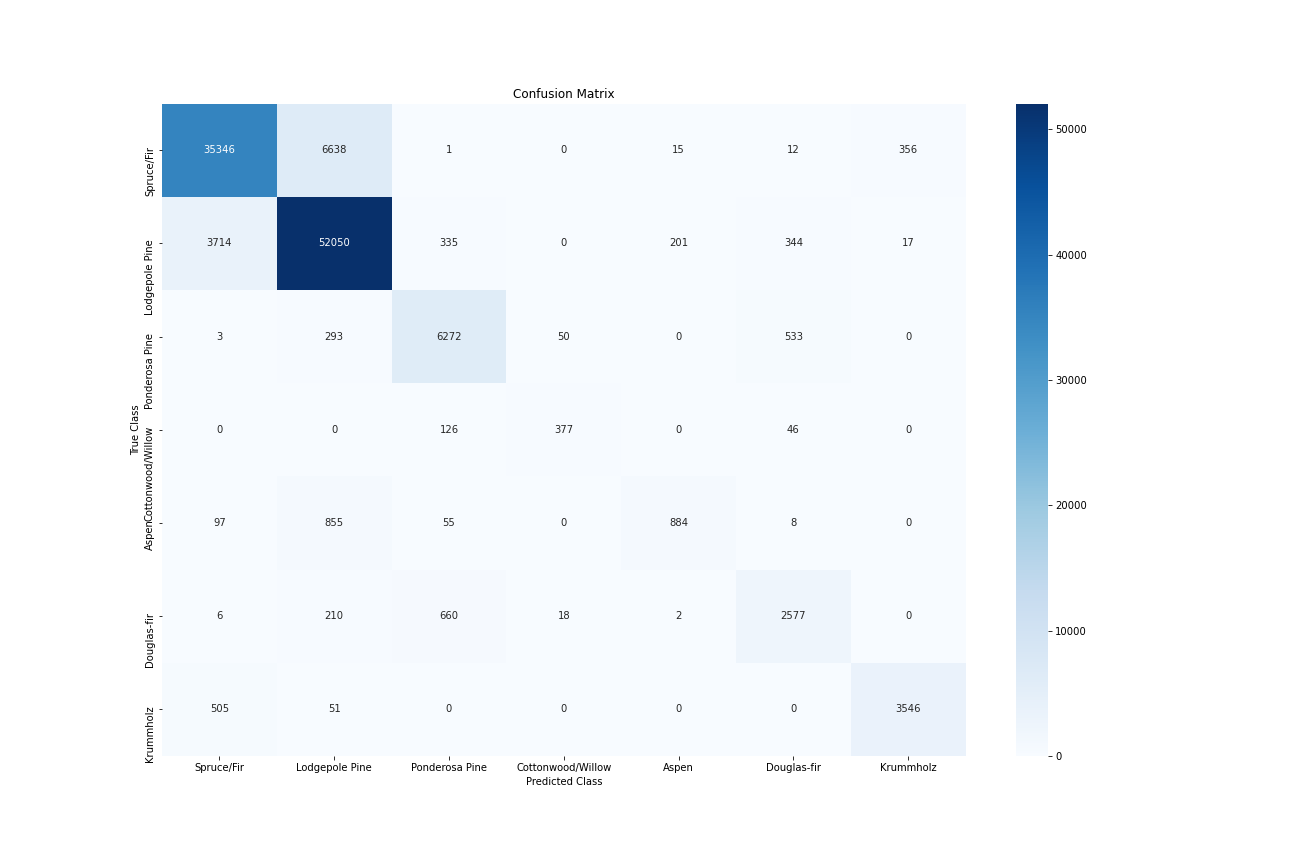 Confusion Matrix
Spruce/Fir 35346 6638 1 0 15 12 356
Lodgepole Pine 3714 52050 335 0 201 344 17
Ponderosa Pine 3 293 6272 50 0 533 0
Cottonwood/Willow 0 0 126 377 0 46 0
Aspen 97 855 55 0 884 8 0
Douglas-fir 6 210 660 18 2 2577 0
Krummholz 505 51 0 0 0 0 3546
True Class
Spruce/Fir Lodgepole Pine Ponderosa Pine Cottonwood/Willow Aspen Douglas-fir Krummholz
Predicted Class
50000
40000
30000
20000
10000
0